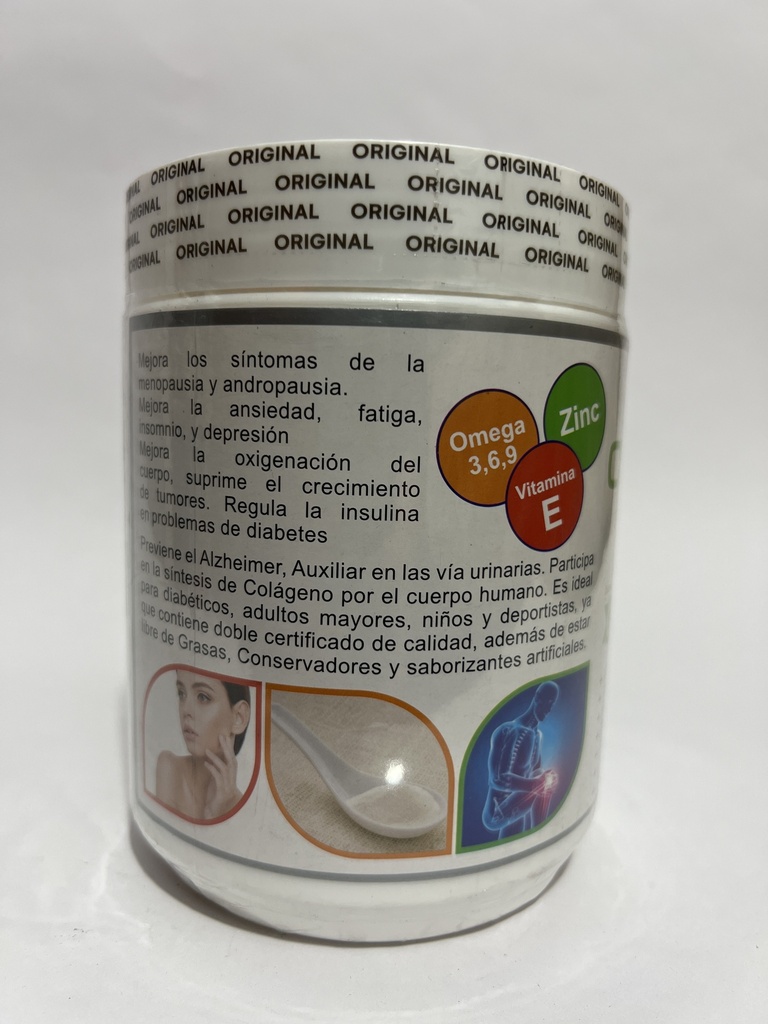 ORIGINAL ORIGINAL ORIGINAL ORIGINAL ORIGINAL
ORIGINAL ORIGINAL ORIGINAL ORIGINAL ORIGINAL
ORIGINAL ORIGINAL ORIGINAL ORIGINAL ORIGINAL
ORIGINAL ORIGINAL ORIGINAL ORIGINAL ORIGINAL ORIGINAL
Mejora los síntomas de la
menopausia y andropausia.
Mejora la ansiedad, fatiga,
insomnio, y depresión
Mejora la oxigenación del
cuerpo, suprime el crecimiento
de tumores. Regula la insulina
en problemas de diabetes
Omega
3,6,9
Zinc
Vitamina
E
Previene el Alzheimer, Auxiliar en las vía urinarias. Participa
en la síntesis de Colágeno por el cuerpo humano. Es ideal
para diabéticos, adultos mayores, niños y deportistas, ya
que contiene doble certificado de calidad, además de estar
libre de Grasas, Conservadores y saborizantes artificiales.